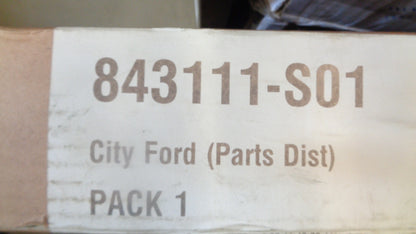 843111-S01
City Ford (Parts Dist)
PACK 1